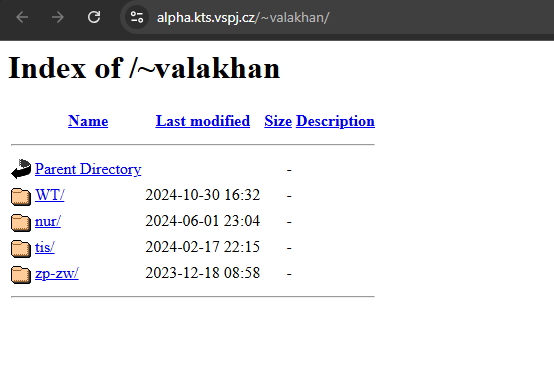 alpha.kts.vspj.cz/~valakhan/
Index of /~valakhan
Name Last modified Size Description
Parent Directory -
WT/ 2024-10-30 16:32 -
nur/ 2024-06-01 23:04 -
tis/ 2024-02-17 22:15 -
zp-zw/ 2023-12-18 08:58 -